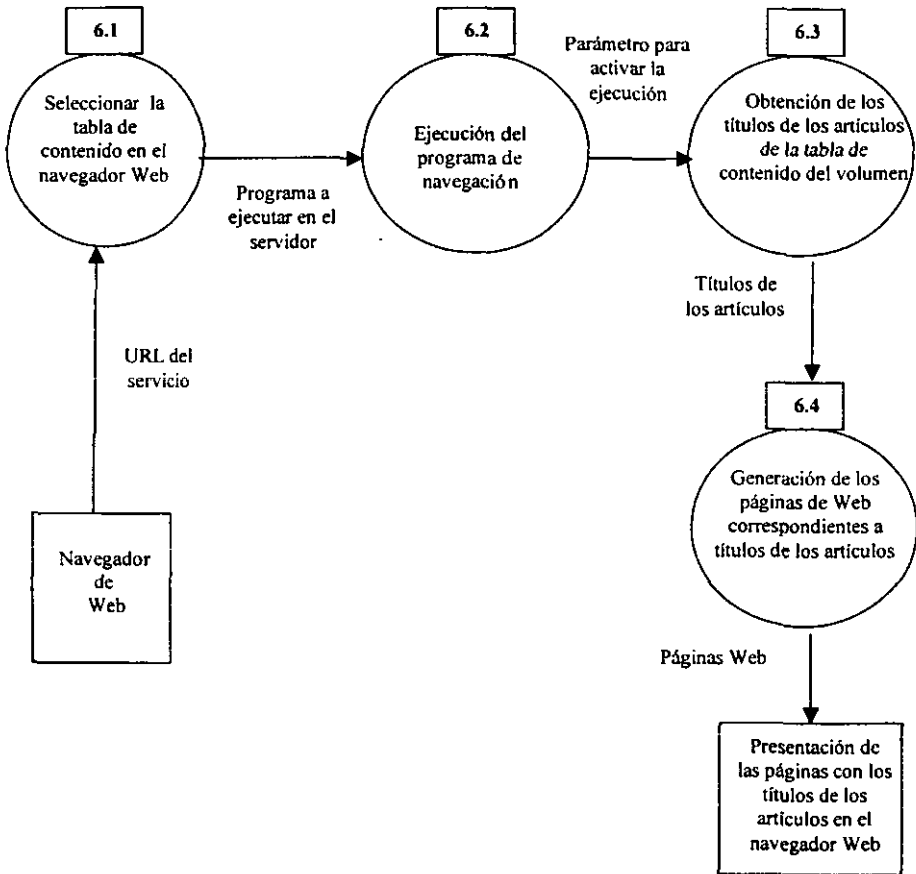 6.1
Seleccionar la
tabla de
contenido en el
navegador Web
Programa a
ejecutar en el
servidor
6.2
Ejecución del
programa de
navegación
Parámetro para
activar la
ejecución
6.3
Obtención de los
títulos de los artículos
de la tabla de
contenido del volumen
Títulos de
los artículos
URL del
servicio
Navegador
de
Web
6.4
Generación de los
páginas de Web
correspondientes a
títulos de los artículos
Páginas Web
Presentación de
las páginas con los
títulos de los
artículos en el
navegador Web